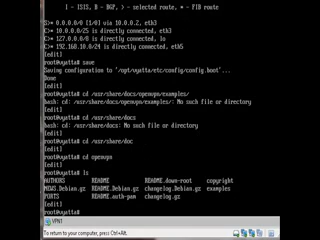 I - ISIS, B - BGP, > - selected route, * - FIB route
S>* 0.0.0.0/0 [1/0] via 10.0.0.2, eth3
C>* 10.0.0.0/25 is directly connected, eth3
C>* 127.0.0.0/8 is directly connected, lo
C>* 192.168.10.0/24 is directly connected, eth5
[edit]
root@vyatta# save
Saving configuration to '/opt/vyatta/etc/config/config.boot'...
Done
[edit]
root@vyatta# cd /usr/share/docs/openvpn/examples/
bash: cd: /usr/share/docs/openvpn/examples/: No such file or directory
[edit]
root@vyatta# cd /usr/share/docs
bash: cd: /usr/share/docs: No such file or directory
[edit]
root@vyatta# cd /usr/share/doc
[edit]
root@vyatta# cd openvpn
[edit]
root@vyatta# ls
AUTHORS README README.down-root copyright
NEWS.Debian.gz README.Debian.gz changelog.Debian.gz examples
PORTS README.auth-pam changelog.gz
[edit]
root@vyatta#
VPN1
To return to your computer, press Ctrl+Alt.